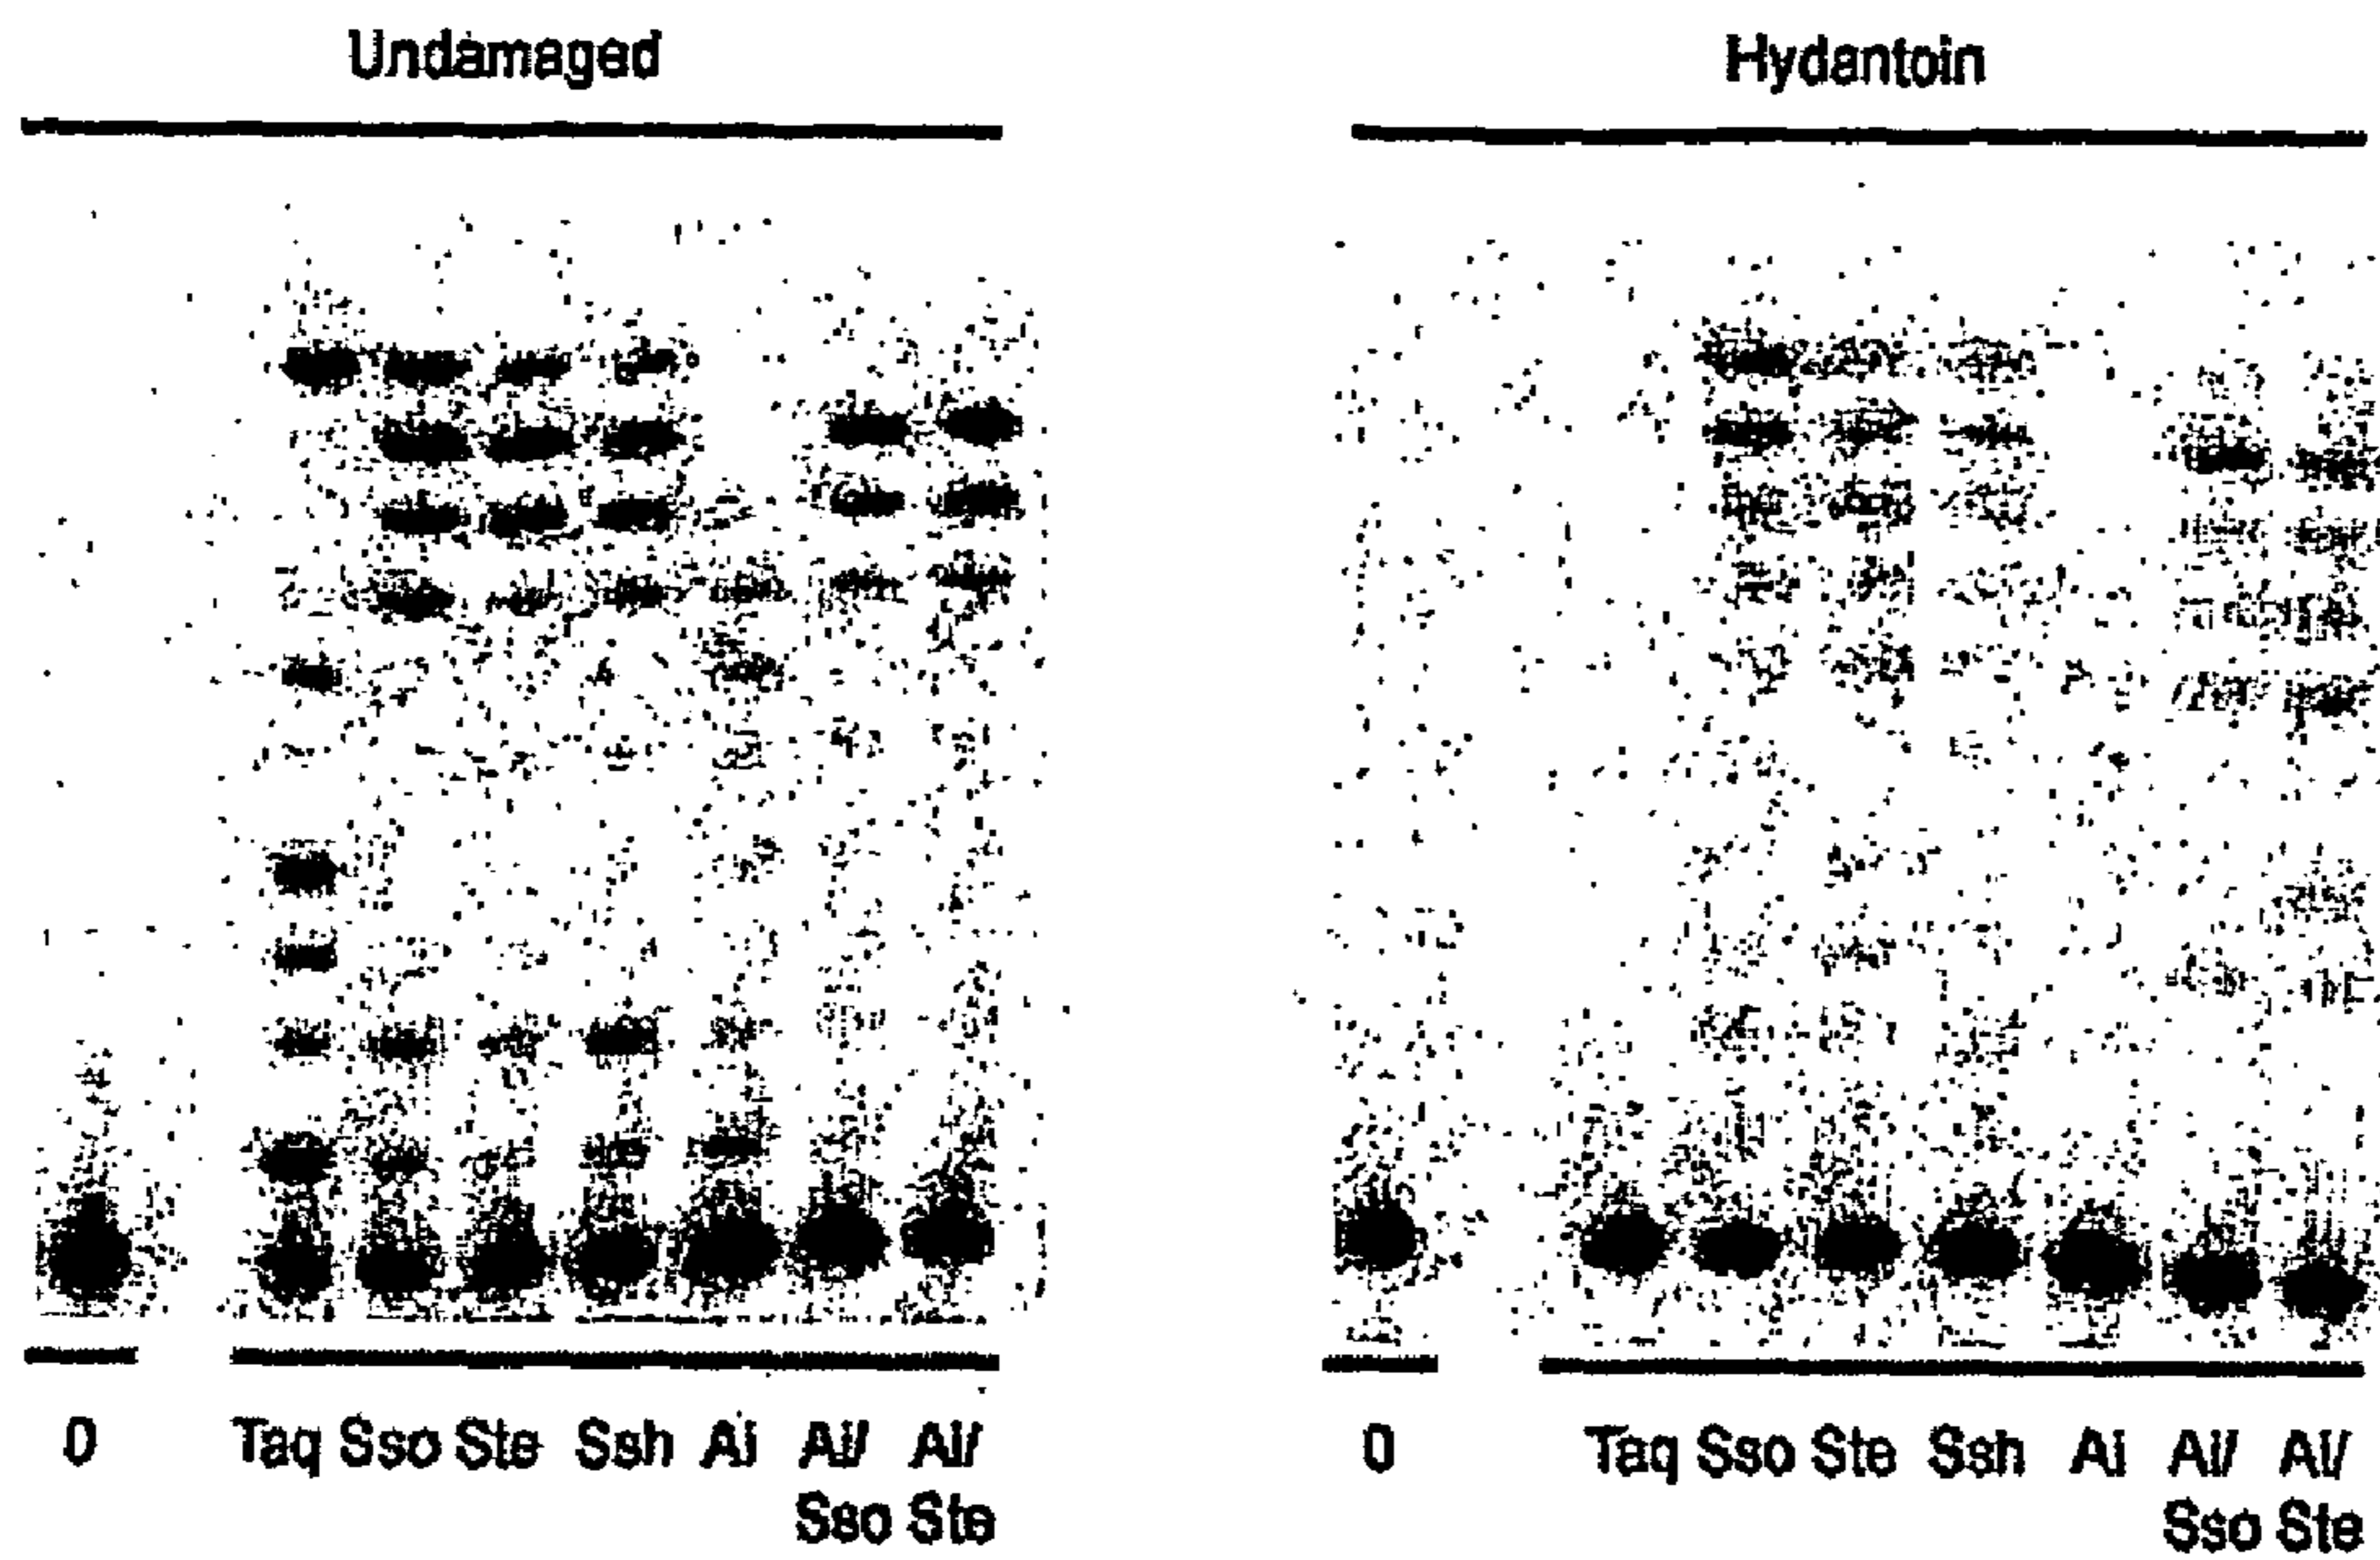 Undamaged
Hydantoin
0 Taq Sso Ste Ssh Ai Ai/ Ai/
Sso Ste
0 Taq Sso Ste Ssh Ai Ai/ Ai/
Sso Ste